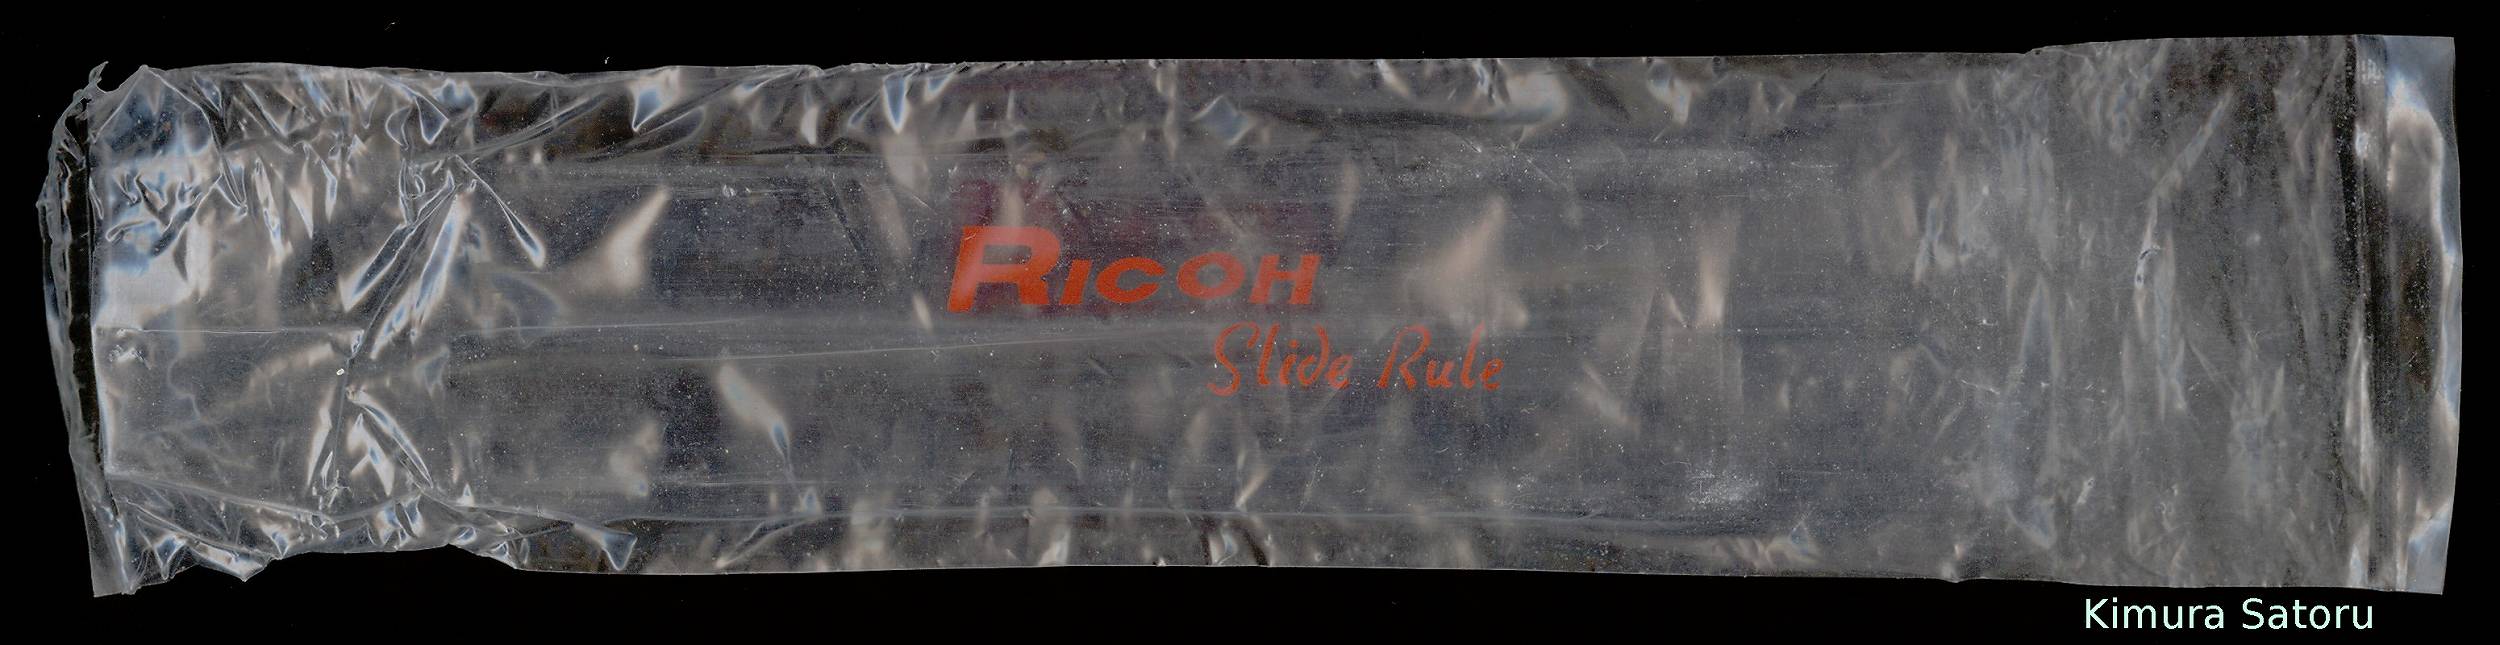 RICOH
Slide Rule
Kimura Satoru